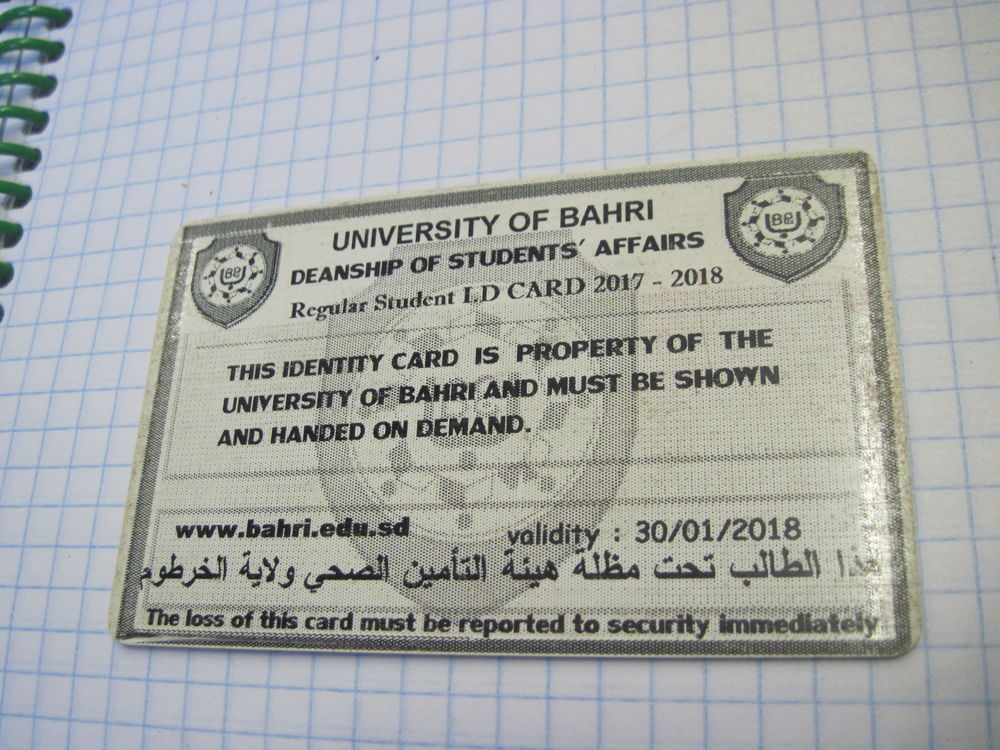 UNIVERSITY OF BAHRI
DEANSHIP OF STUDENTS' AFFAIRS
Regular Student I,D CARD 2017 - 2018
THIS IDENTITY CARD IS PROPERTY OF THE
UNIVERSITY OF BAHRI AND MUST BE SHOWN
AND HANDED ON DEMAND.
www.bahri.edu.sd validity : 30/01/2018
هذا الطالب تحت مظلة هيئة التأمين الصحي ولاية الخرطوم
The loss of this card must be reported to security immediately